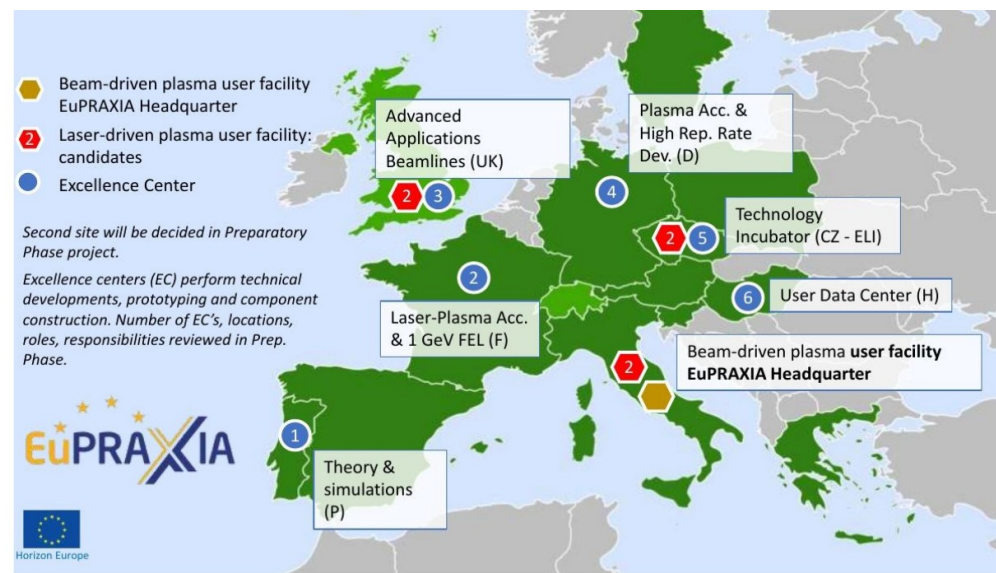 Beam-driven plasma user facility
EuPRAXIA Headquarter
2
Laser-driven plasma user facility:
candidates
Excellence Center
Second site will be decided in Preparatory
Phase project.
Excellence centers (EC) perform technical
developments, prototyping and component
construction. Number of EC’s, locations,
roles, responsibilities reviewed in Prep.
Phase.
EuPRAXIA
Horizon Europe
Advanced
Applications
Beamlines (UK)
2
3
Plasma Acc. &
High Rep. Rate
Dev. (D)
4
Technology
Incubator (CZ - ELI)
2
5
2
Laser-Plasma Acc.
& 1 GeV FEL (F)
User Data Center (H)
6
Beam-driven plasma user facility
EuPRAXIA Headquarter
2
1
Theory &
simulations
(P)